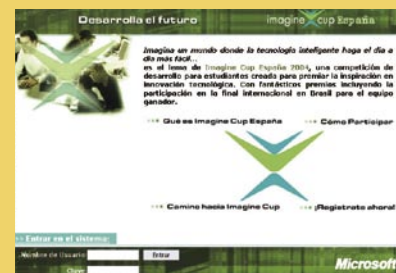 Desarrolla el futuro
imagine cup España
Imagina un mundo donde la tecnología inteligente haga el día a
día mas fácil...
es el lema de Imagine Cup España 2004, una competición de
desarrollo para estudiantes creada para premiar la inspiración en
innovación tecnológica. Con fantásticos premios incluyendo la
participación en la final internacional en Brasil para el equipo
ganador.
Qué es Imagine Cup España
Cómo Participar
Camino hacia Imagine Cup
¡Registrate ahora!
Entrar en el sistema:
Nombre de Usuario
Entrar
Clave
Microsoft